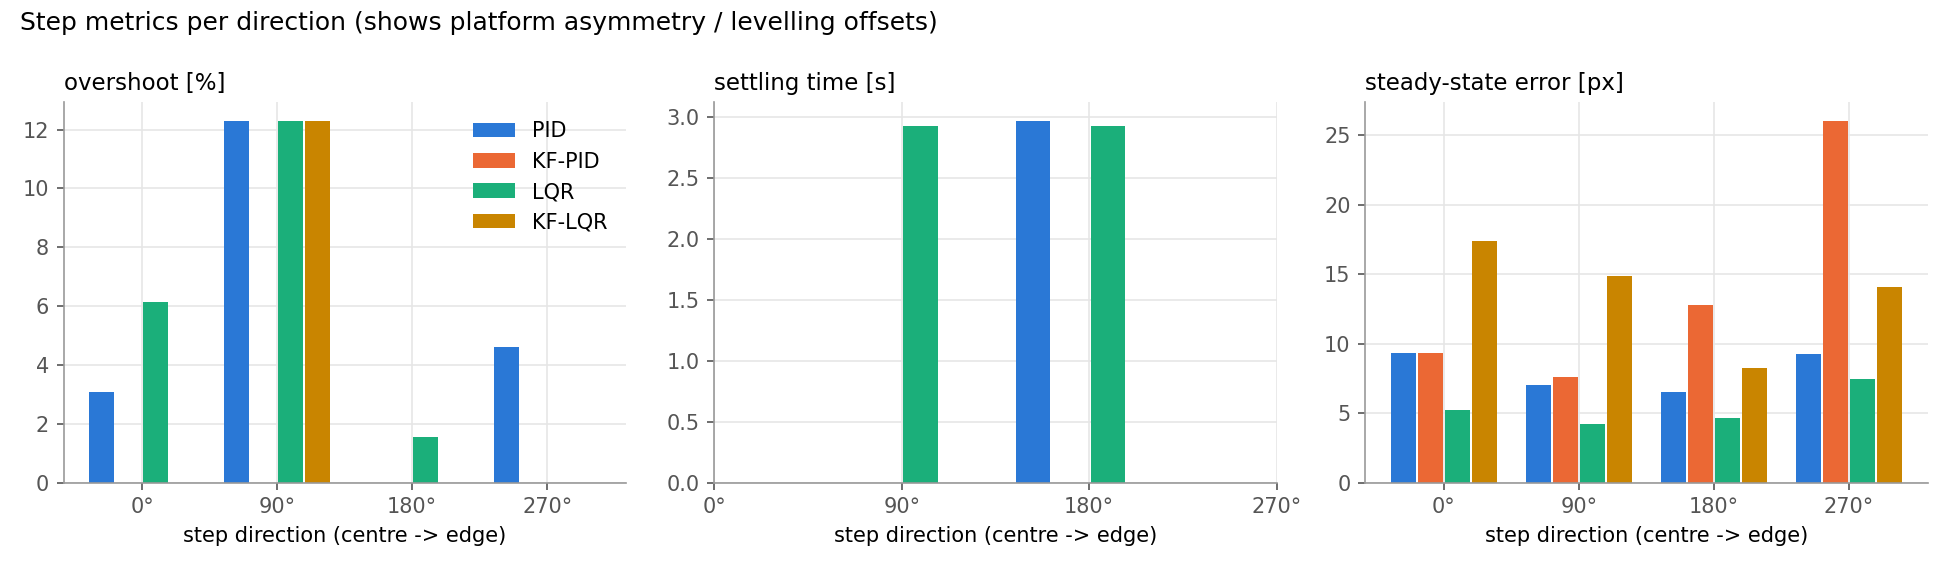 Step metrics per direction (shows platform asymmetry / levelling offsets)
overshoot [%]
12
10
8
6
4
2
0
0°
90°
180°
270°
step direction (centre -> edge)
PID
KF-PID
LQR
KF-LQR
settling time [s]
3.0
2.5
2.0
1.5
1.0
0.5
0.0
0°
90°
180°
270°
step direction (centre -> edge)
steady-state error [px]
25
20
15
10
5
0
0°
90°
180°
270°
step direction (centre -> edge)